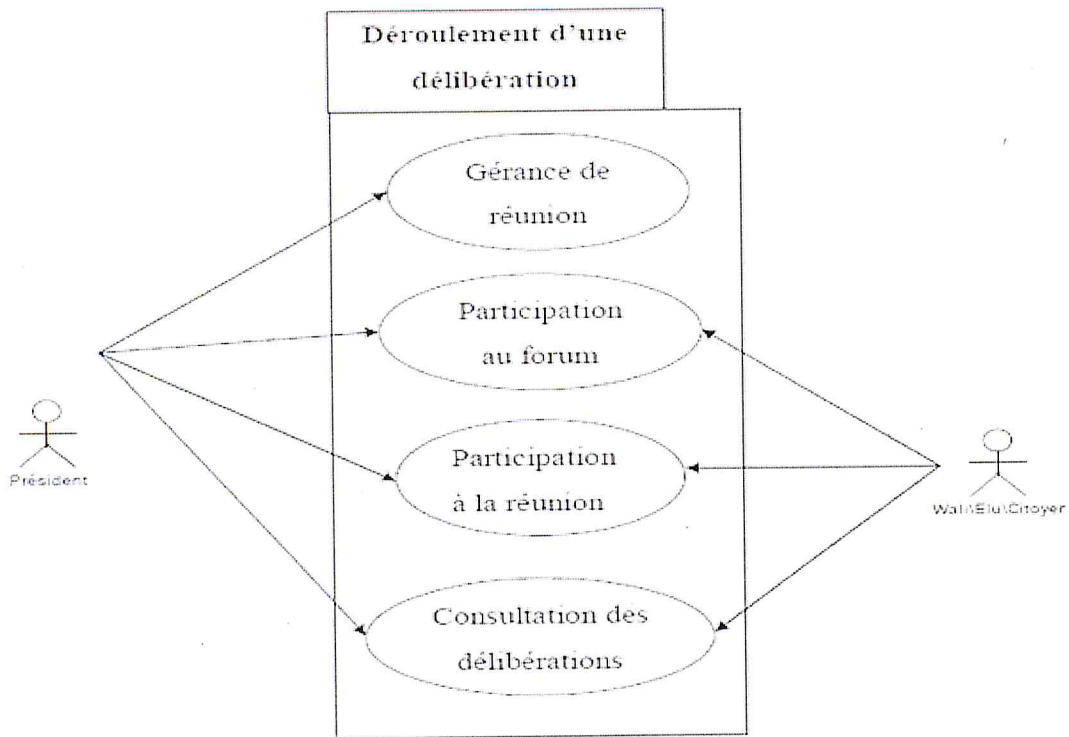 Déroulement d'une
délibération
Gérance de
réunion
Participation
au forum
Participation
à la réunion
Consultation des
délibérations
Président
Wali\Elu\Citoyen